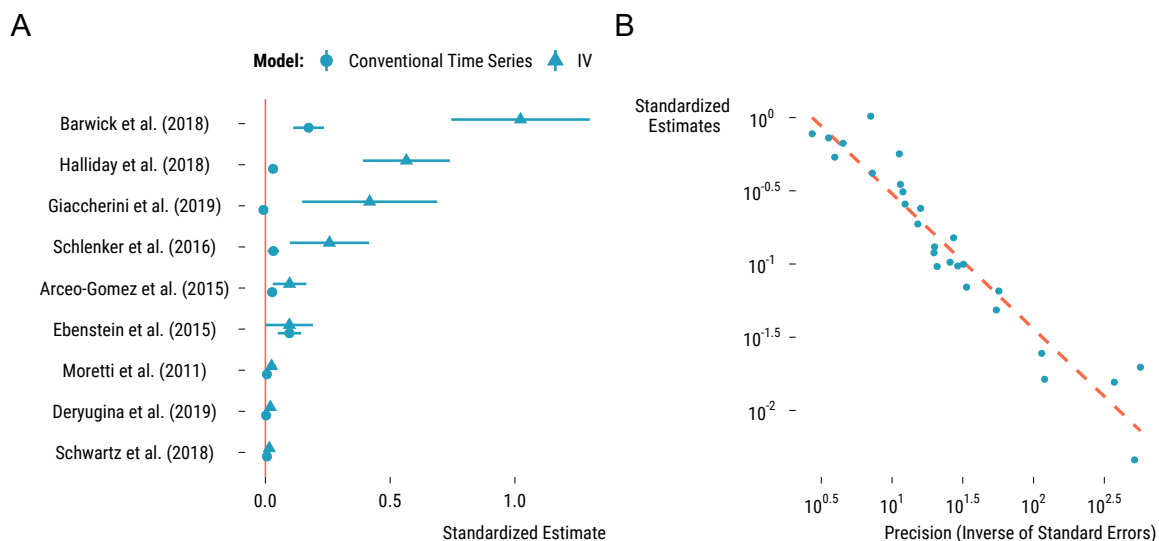 A
Model: Conventional Time Series IV
Barwick et al. (2018)
Halliday et al. (2018)
Giaccherini et al. (2019)
Schlenker et al. (2016)
Arceo-Gomez et al. (2015)
Ebenstein et al. (2015)
Moretti et al. (2011)
Deryugina et al. (2019)
Schwartz et al. (2018)
0.0 0.5 1.0
Standardized Estimate
B
Standardized
Estimates
10^0
10^-0.5
10^-1
10^-1.5
10^-2
10^0.5 10^1 10^1.5 10^2 10^2.5
Precision (Inverse of Standard Errors)